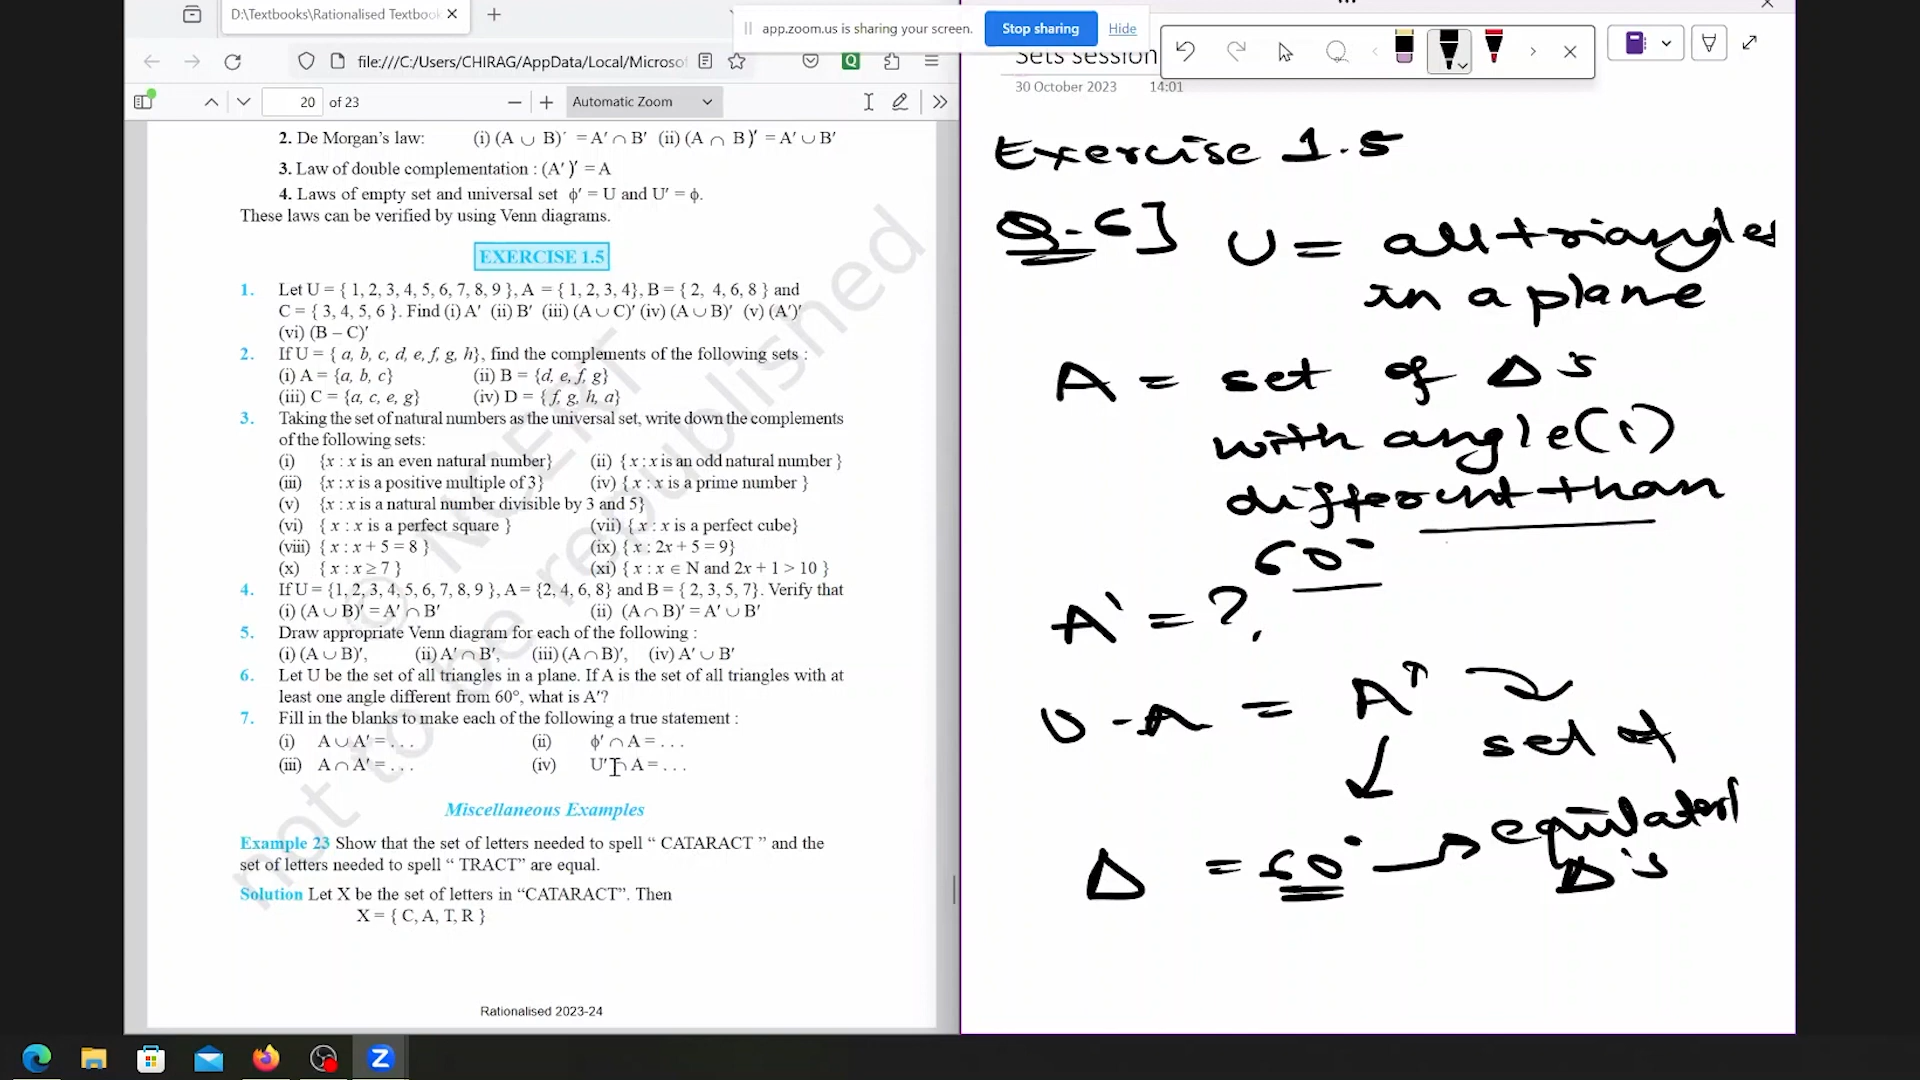 D:\Textbooks\Rationalised Textbook
app.zoom.us is sharing your screen.
Stop sharing
Hide
file:///C:/Users/CHIRAG/AppData/Local/Microso
20 of 23
Automatic Zoom
2. De Morgan's law: (i) (A ∪ B)′ = A′ ∩ B′ (ii) (A ∩ B)′ = A′ ∪ B′
3. Law of double complementation : (A′)′ = A
4. Laws of empty set and universal set ϕ′ = U and U′ = ϕ.
These laws can be verified by using Venn diagrams.
EXERCISE 1.5
1. Let U = { 1, 2, 3, 4, 5, 6, 7, 8, 9 }, A = { 1, 2, 3, 4}, B = { 2, 4, 6, 8 } and
C = { 3, 4, 5, 6 }. Find (i) A′ (ii) B′ (iii) (A ∪ C)′ (iv) (A ∪ B)′ (v) (A′)′
(vi) (B – C)′
2. If U = { a, b, c, d, e, f, g, h}, find the complements of the following sets :
(i) A = {a, b, c} (ii) B = {d, e, f, g}
(iii) C = {a, c, e, g} (iv) D = { f, g, h, a}
3. Taking the set of natural numbers as the universal set, write down the complements
of the following sets:
(i) {x : x is an even natural number} (ii) { x : x is an odd natural number }
(iii) {x : x is a positive multiple of 3} (iv) { x : x is a prime number }
(v) {x : x is a natural number divisible by 3 and 5}
(vi) { x : x is a perfect square } (vii) { x : x is a perfect cube}
(viii) { x : x + 5 = 8 } (ix) { x : 2x + 5 = 9}
(x) { x : x ≥ 7 } (xi) { x : x ∈ N and 2x + 1 > 10 }
4. If U = {1, 2, 3, 4, 5, 6, 7, 8, 9 }, A = {2, 4, 6, 8} and B = { 2, 3, 5, 7}. Verify that
(i) (A ∪ B)′ = A′ ∩ B′ (ii) (A ∩ B)′ = A′ ∪ B′
5. Draw appropriate Venn diagram for each of the following :
(i) (A ∪ B)′, (ii) A′ ∩ B′, (iii) (A ∩ B)′, (iv) A′ ∪ B′
6. Let U be the set of all triangles in a plane. If A is the set of all triangles with at
least one angle different from 60°, what is A′?
7. Fill in the blanks to make each of the following a true statement :
(i) A ∪ A′ = . . . (ii) ϕ′ ∩ A = . . .
(iii) A ∩ A′ = . . . (iv) U′ ∩ A = . . .
Miscellaneous Examples
Example 23 Show that the set of letters needed to spell “ CATARACT ” and the
set of letters needed to spell “ TRACT” are equal.
Solution Let X be the set of letters in “CATARACT”. Then
X = { C, A, T, R }
Rationalised 2023-24
© NCERT
not to be republished
Sets session
30 October 2023 14:01
Exercise 1.5
Q-6] U = all triangles
in a plane
A = set of Δ's
with angle(s)
different than
60°
A' = ?
U - A = A' set of
equilateral
Δ = 60° → Δ's